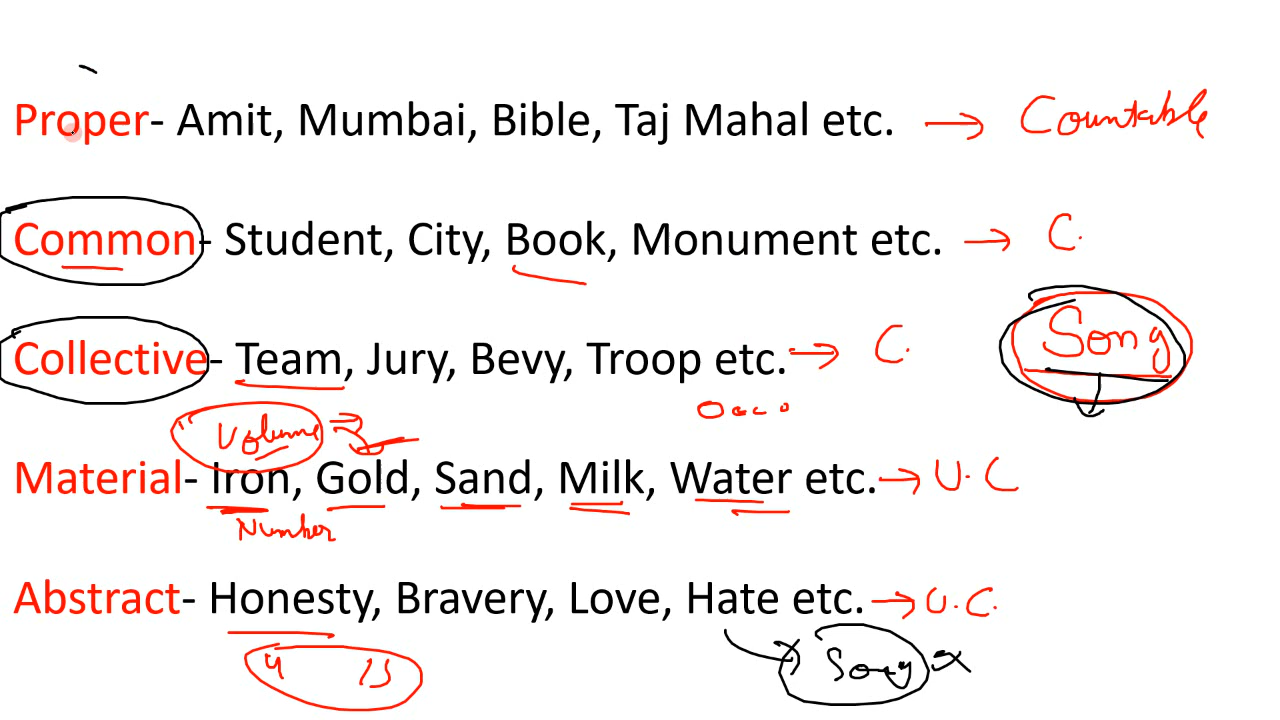 Proper- Amit, Mumbai, Bible, Taj Mahal etc. → Countable
Common- Student, City, Book, Monument etc. → C.
Song
Collective- Team, Jury, Bevy, Troop etc. → C.
Volume
Material- Iron, Gold, Sand, Milk, Water etc. → U.C
Number
Abstract- Honesty, Bravery, Love, Hate etc. → U.C.
Song